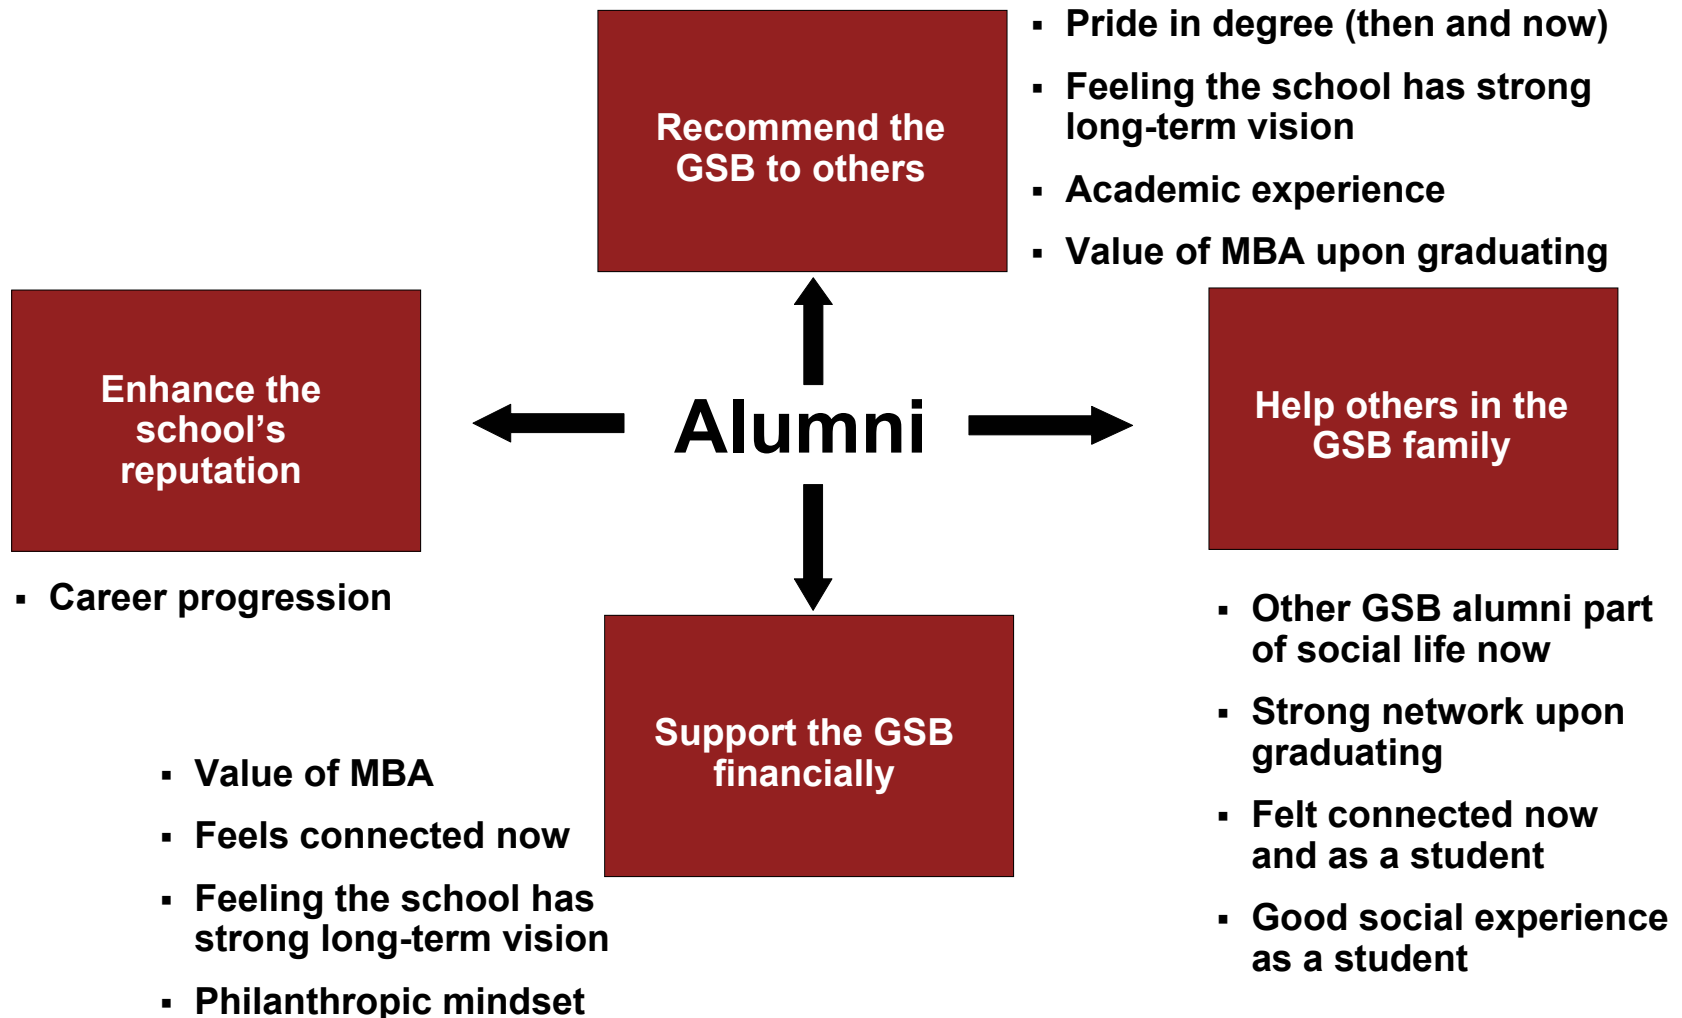 Recommend the
GSB to others
▪ Pride in degree (then and now)
▪ Feeling the school has strong
long-term vision
▪ Academic experience
▪ Value of MBA upon graduating
Enhance the
school’s
reputation
▪ Career progression
Alumni
Help others in the
GSB family
▪ Other GSB alumni part
of social life now
▪ Strong network upon
graduating
▪ Felt connected now
and as a student
▪ Good social experience
as a student
Support the GSB
financially
▪ Value of MBA
▪ Feels connected now
▪ Feeling the school has
strong long-term vision
▪ Philanthropic mindset